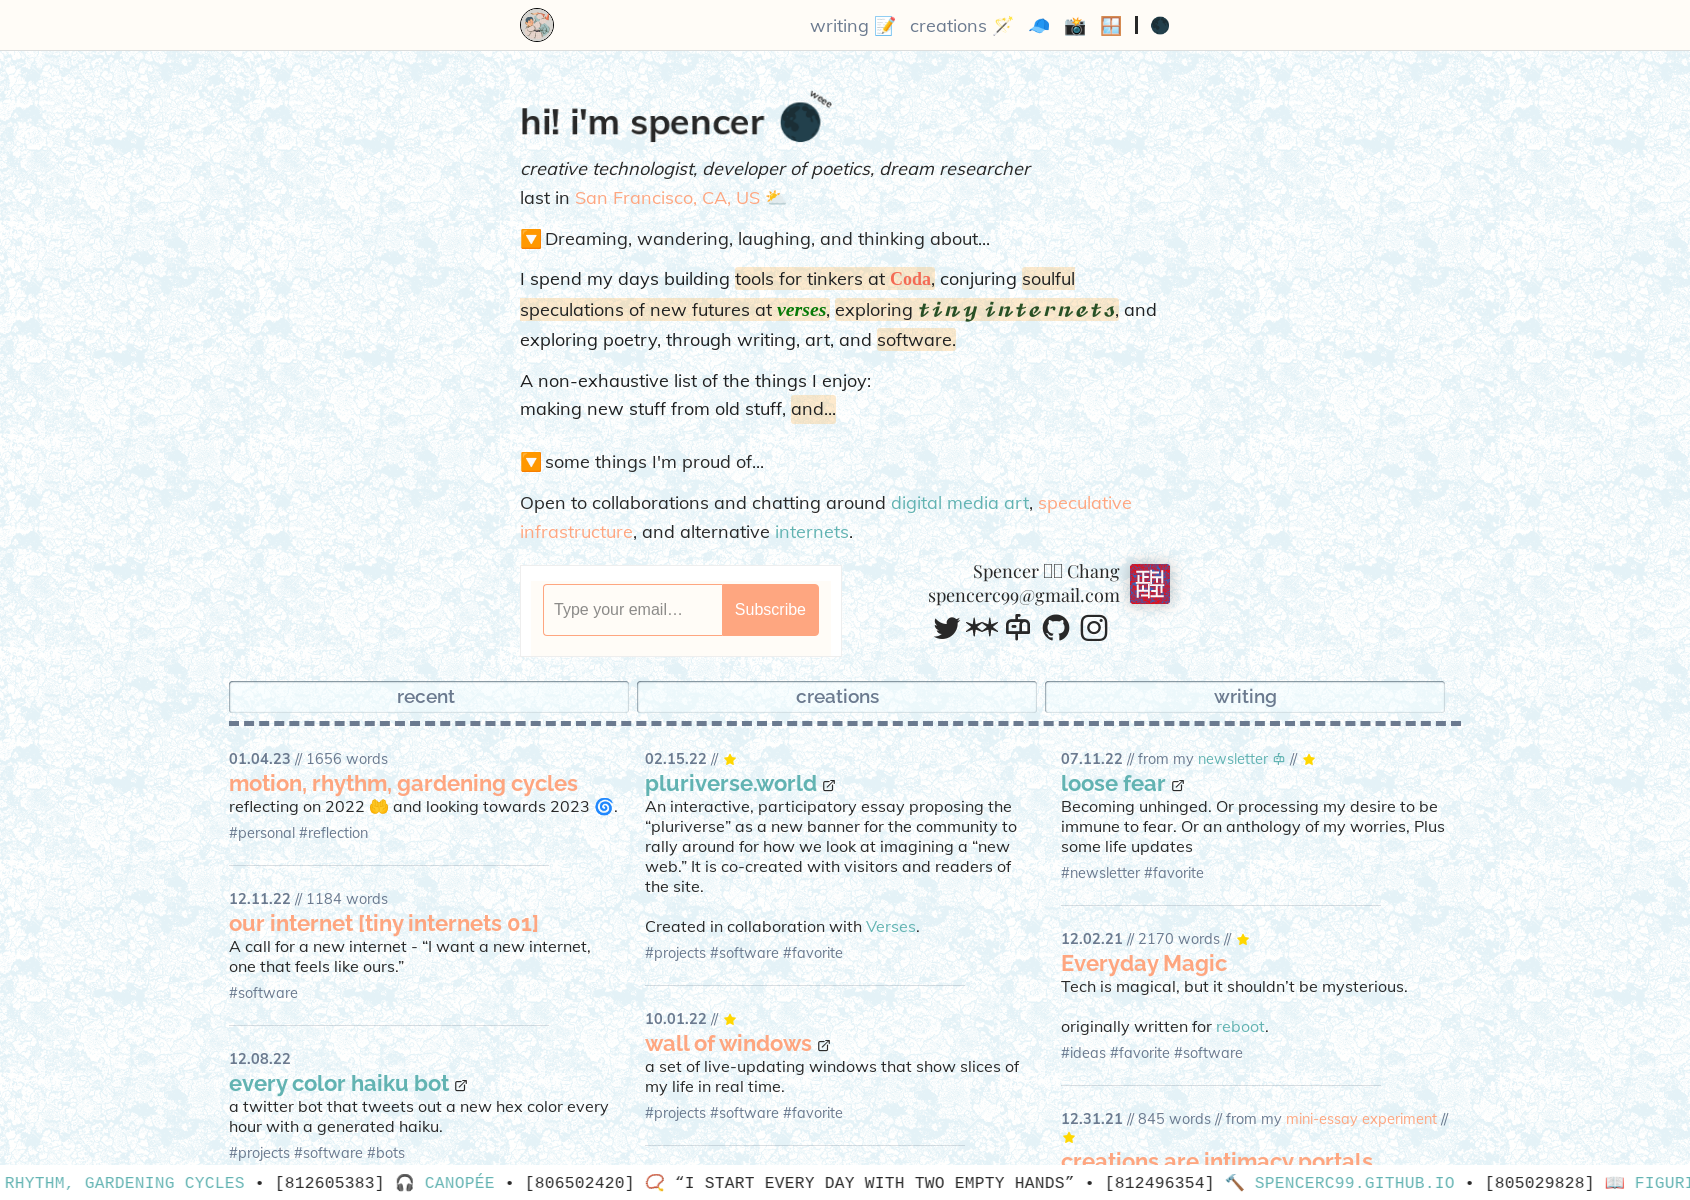 writing 📝 creations 🪄 🧢 📸 🪟 | 🌑
weee
hi! i'm spencer 🌑
creative technologist, developer of poetics, dream researcher
last in San Francisco, CA, US ⛅
🔽 Dreaming, wandering, laughing, and thinking about...
I spend my days building tools for tinkers at Coda, conjuring soulful
speculations of new futures at verses, exploring tiny internets, and
exploring poetry, through writing, art, and software.
A non-exhaustive list of the things I enjoy:
making new stuff from old stuff, and...
🔽 some things I'm proud of...
Open to collaborations and chatting around digital media art, speculative
infrastructure, and alternative internets.
Type your email…
Subscribe
Spencer Chang
spencerc99@gmail.com
recent
creations
writing
01.04.23 // 1656 words
motion, rhythm, gardening cycles
reflecting on 2022 🤲 and looking towards 2023 🌀.
#personal #reflection
12.11.22 // 1184 words
our internet [tiny internets 01]
A call for a new internet - “I want a new internet,
one that feels like ours.”
#software
12.08.22
every color haiku bot
a twitter bot that tweets out a new hex color every
hour with a generated haiku.
#projects #software #bots
02.15.22 // ⭐
pluriverse.world
An interactive, participatory essay proposing the
“pluriverse” as a new banner for the community to
rally around for how we look at imagining a “new
web.” It is co-created with visitors and readers of
the site.
Created in collaboration with Verses.
#projects #software #favorite
10.01.22 // ⭐
wall of windows
a set of live-updating windows that show slices of
my life in real time.
#projects #software #favorite
07.11.22 // from my newsletter // ⭐
loose fear
Becoming unhinged. Or processing my desire to be
immune to fear. Or an anthology of my worries, Plus
some life updates
#newsletter #favorite
12.02.21 // 2170 words // ⭐
Everyday Magic
Tech is magical, but it shouldn’t be mysterious.
originally written for reboot.
#ideas #favorite #software
12.31.21 // 845 words // from my mini-essay experiment //
⭐
creations are intimacy portals
RHYTHM, GARDENING CYCLES • [812605383] 🎧 CANOPÉE • [806502420] 📿 “I START EVERY DAY WITH TWO EMPTY HANDS” • [812496354] 🔨 SPENCERC99.GITHUB.IO • [805029828] 📖 FIGURI